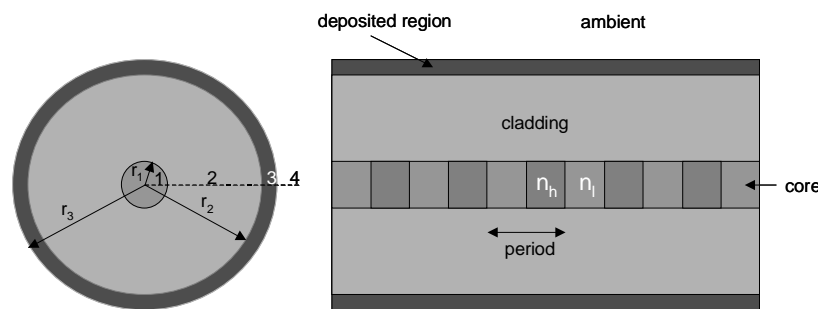 deposited region
ambient
cladding
r1
1
2
3
4
nh
nl
core
r3
r2
period